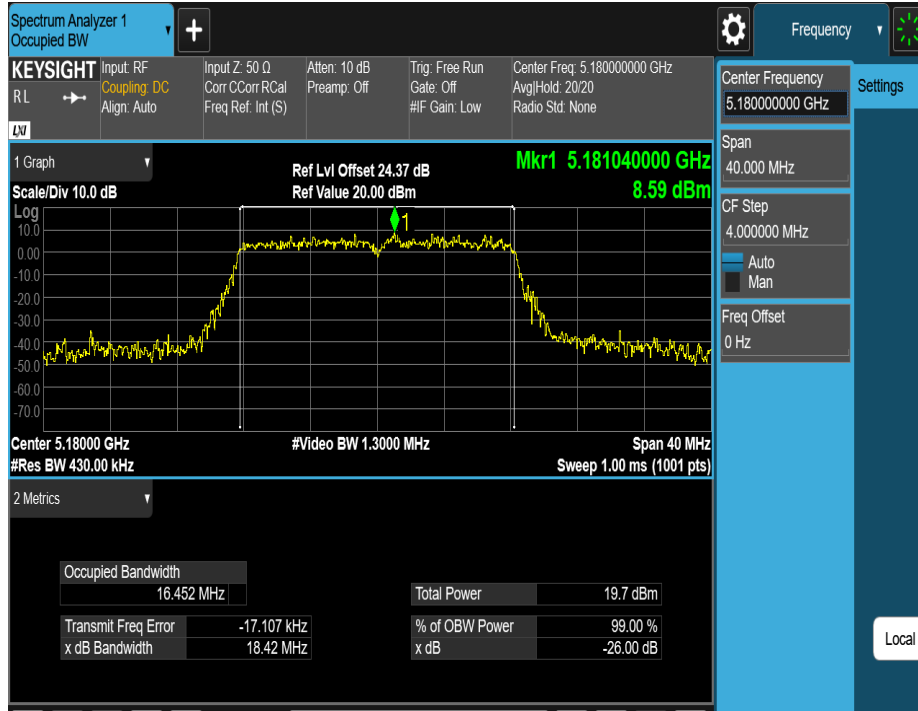 Spectrum Analyzer 1
Occupied BW
+
Frequency
KEYSIGHT
R L
LXI
Input: RF
Coupling: DC
Align: Auto
Input Z: 50 Ω
Corr CCorr RCal
Freq Ref: Int (S)
Atten: 10 dB
Preamp: Off
Trig: Free Run
Gate: Off
#IF Gain: Low
Center Freq: 5.180000000 GHz
Avg|Hold: 20/20
Radio Std: None
Center Frequency
5.180000000 GHz
Settings
Span
40.000 MHz
CF Step
4.000000 MHz
Auto
Man
Freq Offset
0 Hz
Local
1 Graph
Scale/Div 10.0 dB
Ref Lvl Offset 24.37 dB
Ref Value 20.00 dBm
Mkr1 5.181040000 GHz
8.59 dBm
Log
1
10.0
0.00
-10.0
-20.0
-30.0
-40.0
-50.0
-60.0
-70.0
Center 5.18000 GHz
#Video BW 1.3000 MHz
Span 40 MHz
#Res BW 430.00 kHz
Sweep 1.00 ms (1001 pts)
2 Metrics
Occupied Bandwidth
16.452 MHz
Total Power 19.7 dBm
Transmit Freq Error -17.107 kHz
% of OBW Power 99.00 %
x dB Bandwidth 18.42 MHz
x dB -26.00 dB